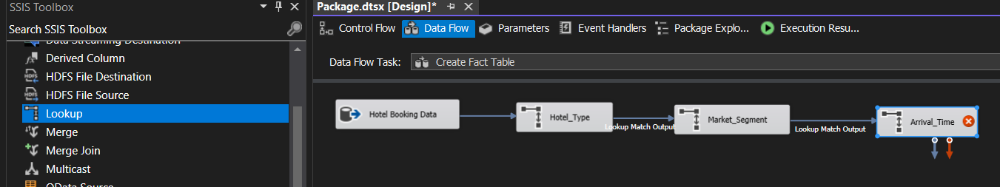 SSIS Toolbox
Search SSIS Toolbox
Data Streaming Destination
Derived Column
HDFS File Destination
HDFS File Source
Lookup
Merge
Merge Join
Multicast
OData Source
Package.dtsx [Design]*
Control Flow Data Flow Parameters Event Handlers Package Explo... Execution Resu...
Data Flow Task: Create Fact Table
Hotel Booking Data
Hotel_Type
Lookup Match Output
Market_Segment
Lookup Match Output
Arrival_Time